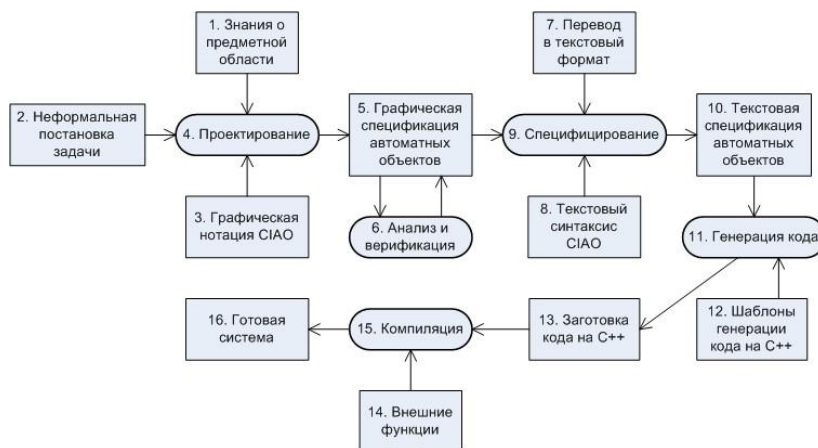 1. Знания о
предметной
области
2. Неформальная
постановка
задачи
3. Графическая
нотация CIAO
4. Проектирование
5. Графическая
спецификация
автоматных
объектов
6. Анализ и
верификация
7. Перевод
в текстовый
формат
8. Текстовый
синтаксис
CIAO
9. Специфицирование
10. Текстовая
спецификация
автоматных
объектов
11. Генерация кода
12. Шаблоны
генерации
кода на C++
13. Заготовка
кода на C++
14. Внешние
функции
15. Компиляция
16. Готовая
система